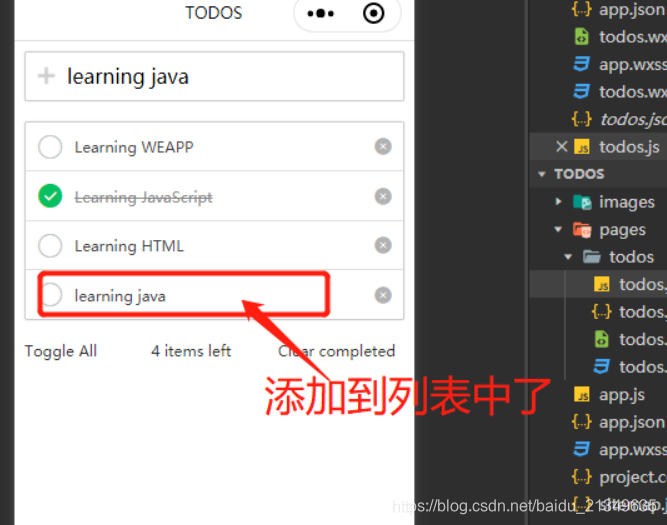 TODOS
learning java
Learning WEAPP
Learning JavaScript
Learning HTML
learning java
Toggle All 4 items left Clear completed
添加到列表中了
app.json
todos.wx
app.wxss
todos.wx
todos.jso
todos.js
TODOS
images
pages
todos
todos.
todos.
todos.
todos.
app.js
app.json
app.wxss
project.co
https://blog.csdn.net/baidu_21349635